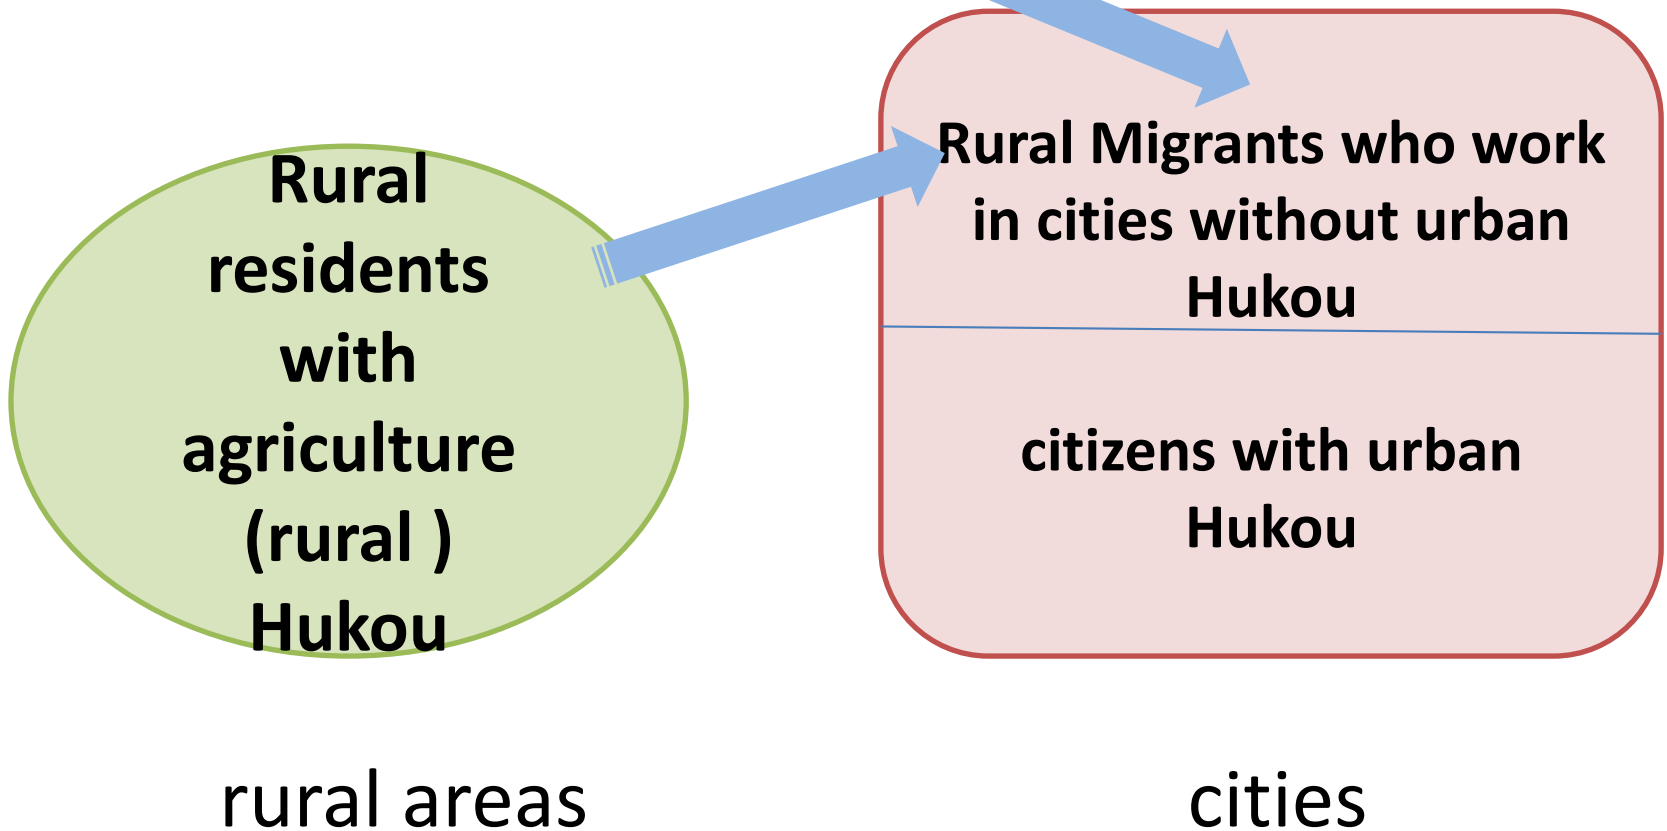 Rural
residents
with
agriculture
(rural )
Hukou
Rural Migrants who work
in cities without urban
Hukou
citizens with urban
Hukou
rural areas
cities